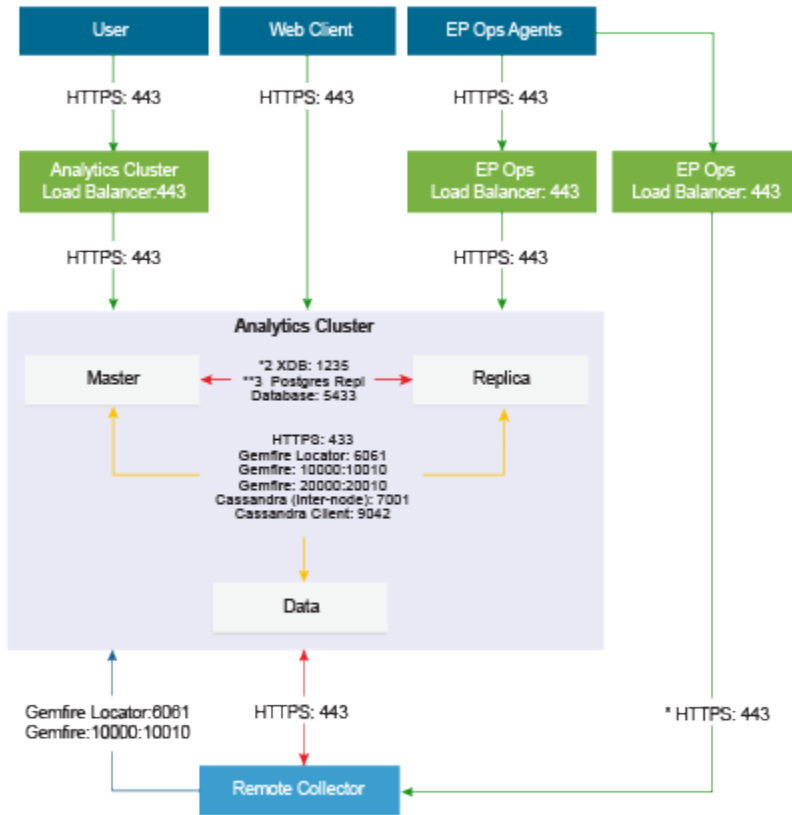 User
Web Client
EP Ops Agents
HTTPS: 443
HTTPS: 443
HTTPS: 443
Analytics Cluster
Load Balancer:443
EP Ops
Load Balancer: 443
EP Ops
Load Balancer: 443
HTTPS: 443
HTTPS: 443
Analytics Cluster
Master
*2 XDB: 1235
**3 Postgres Repl
Database: 5433
Replica
HTTPS: 433
Gemfire Locator: 6061
Gemfire: 10000:10010
Gemfire: 20000:20010
Cassandra (Inter-node): 7001
Cassandra Client: 9042
Data
Gemfire Locator:6061
Gemfire:10000:10010
HTTPS: 443
* HTTPS: 443
Remote Collector